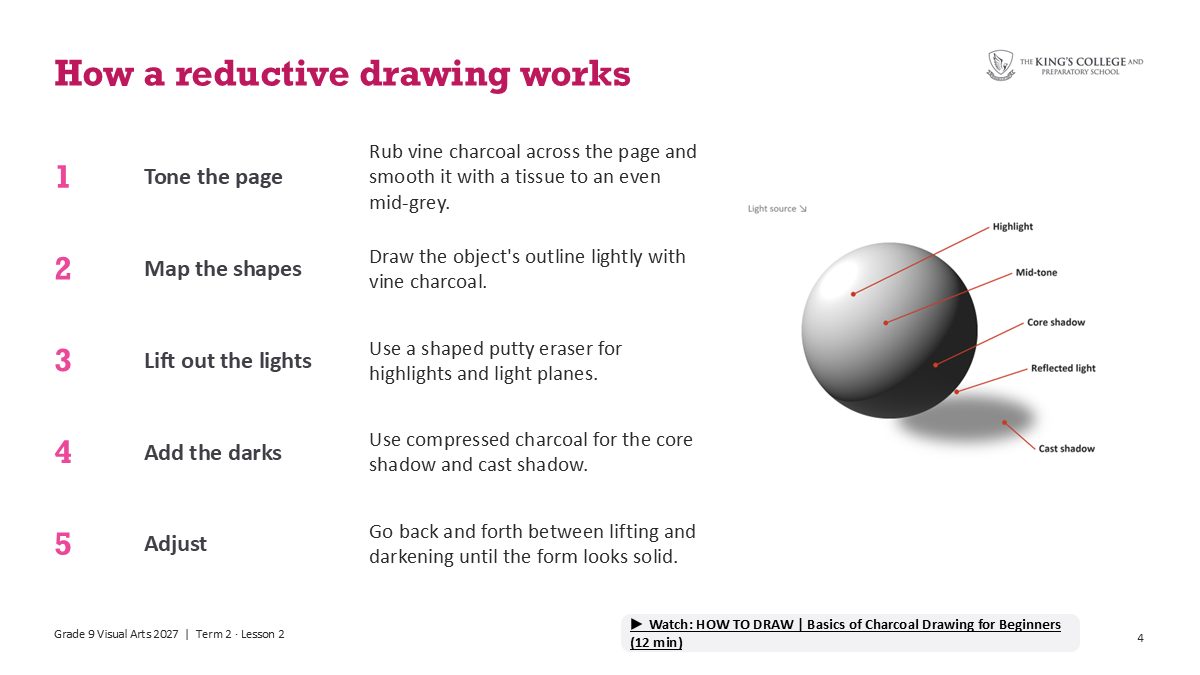 How a reductive drawing works
THE KING'S COLLEGE AND
PREPARATORY SCHOOL
1
Tone the page
Rub vine charcoal across the page and
smooth it with a tissue to an even
mid-grey.
2
Map the shapes
Draw the object's outline lightly with
vine charcoal.
3
Lift out the lights
Use a shaped putty eraser for
highlights and light planes.
4
Add the darks
Use compressed charcoal for the core
shadow and cast shadow.
5
Adjust
Go back and forth between lifting and
darkening until the form looks solid.
Light source ↘
Highlight
Mid-tone
Core shadow
Reflected light
Cast shadow
Grade 9 Visual Arts 2027 | Term 2 · Lesson 2
▶ Watch: HOW TO DRAW | Basics of Charcoal Drawing for Beginners
(12 min)
4